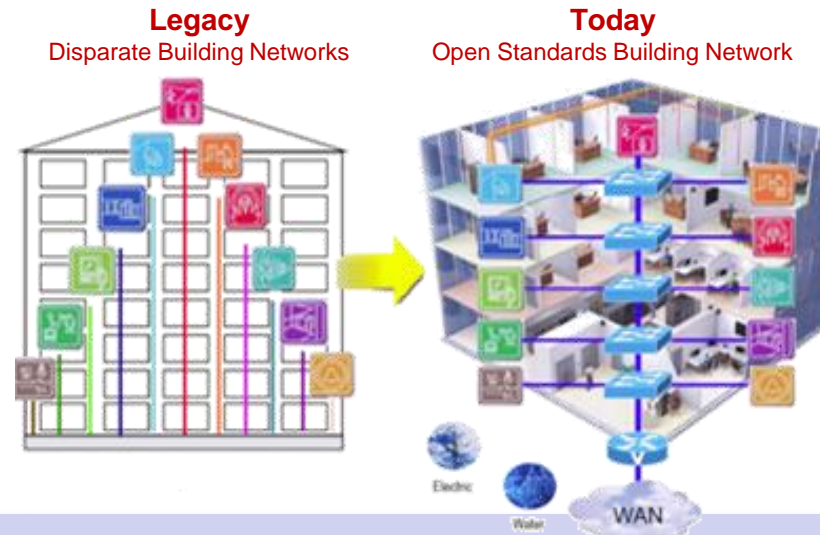 Legacy
Disparate Building Networks
Today
Open Standards Building Network
Electric
Water
WAN